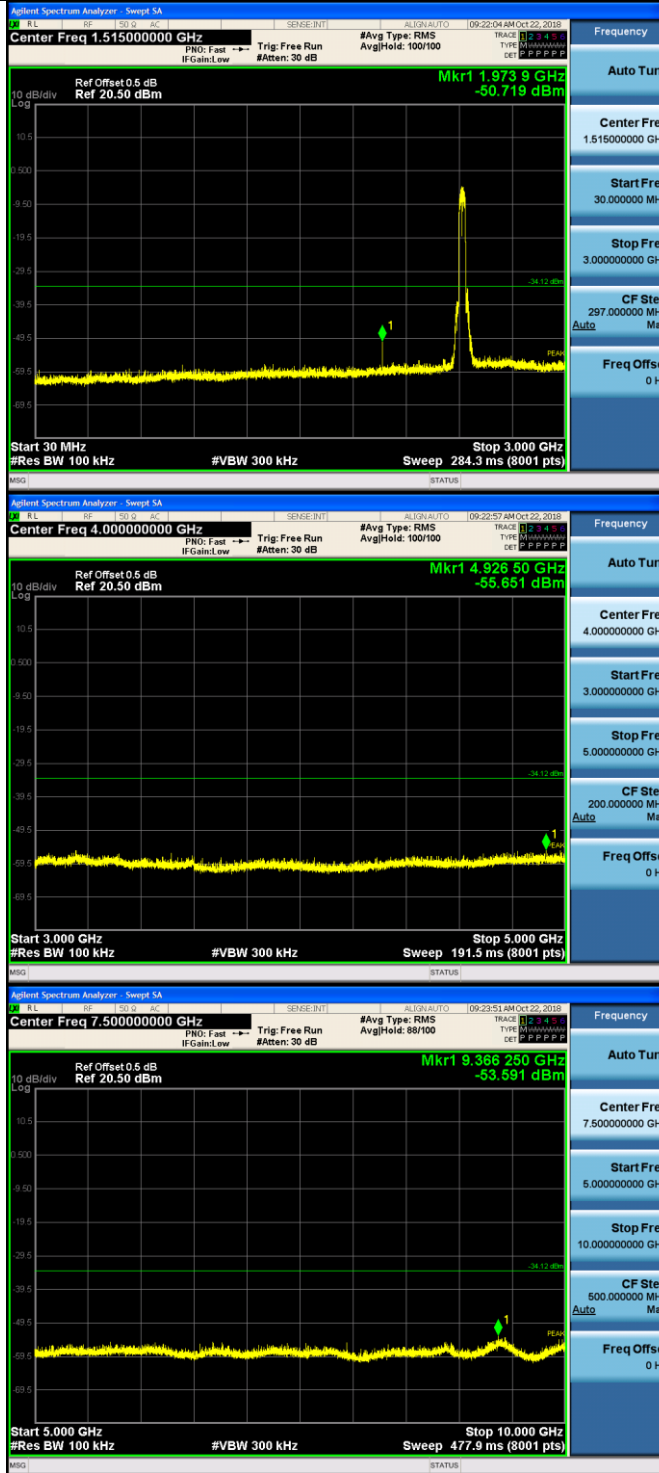 Agilent Spectrum Analyzer - Swept SA
RL RF 50 Ω AC SENSE:INT ALIGNAUTO 09:22:04 AM Oct 22, 2018
Center Freq 1.515000000 GHz #Avg Type: RMS TRACE 1 2 3 4 5 6
PNO: Fast Trig: Free Run Avg|Hold: 100/100 TYPE M
IFGain:Low #Atten: 30 dB DET P P P P P P
Mkr1 1.973 9 GHz
-50.719 dBm
Ref Offset 0.5 dB
10 dB/div Ref 20.50 dBm
Log
10.5
0.500
-9.50
-19.5
-29.5
-34.12 dBm
-39.5
-49.5
1
PEAK
-59.5
-69.5
Start 30 MHz Stop 3.000 GHz
#Res BW 100 kHz #VBW 300 kHz Sweep 284.3 ms (8001 pts)
MSG STATUS
Frequency
Auto Tun
Center Fre
1.515000000 GH
Start Fre
30.000000 MH
Stop Fre
3.000000000 GH
CF Ste
297.000000 MH
Auto Ma
Freq Offse
0 H
Agilent Spectrum Analyzer - Swept SA
RL RF 50 Ω AC SENSE:INT ALIGNAUTO 09:22:57 AM Oct 22, 2018
Center Freq 4.000000000 GHz #Avg Type: RMS TRACE 1 2 3 4 5 6
PNO: Fast Trig: Free Run Avg|Hold: 100/100 TYPE M
IFGain:Low #Atten: 30 dB DET P P P P P P
Mkr1 4.926 50 GHz
-55.651 dBm
Ref Offset 0.5 dB
10 dB/div Ref 20.50 dBm
Log
10.5
0.500
-9.50
-19.5
-29.5
-34.12 dBm
-39.5
-49.5
1
PEAK
-59.5
-69.5
Start 3.000 GHz Stop 5.000 GHz
#Res BW 100 kHz #VBW 300 kHz Sweep 191.5 ms (8001 pts)
MSG STATUS
Frequency
Auto Tun
Center Fre
4.000000000 GH
Start Fre
3.000000000 GH
Stop Fre
5.000000000 GH
CF Ste
200.000000 MH
Auto Ma
Freq Offse
0 H
Agilent Spectrum Analyzer - Swept SA
RL RF 50 Ω AC SENSE:INT ALIGNAUTO 09:23:51 AM Oct 22, 2018
Center Freq 7.500000000 GHz #Avg Type: RMS TRACE 1 2 3 4 5 6
PNO: Fast Trig: Free Run Avg|Hold: 88/100 TYPE M
IFGain:Low #Atten: 30 dB DET P P P P P P
Mkr1 9.366 250 GHz
-53.591 dBm
Ref Offset 0.5 dB
10 dB/div Ref 20.50 dBm
Log
10.5
0.500
-9.50
-19.5
-29.5
-34.12 dBm
-39.5
-49.5
1
PEAK
-59.5
-69.5
Start 5.000 GHz Stop 10.000 GHz
#Res BW 100 kHz #VBW 300 kHz Sweep 477.9 ms (8001 pts)
MSG STATUS
Frequency
Auto Tun
Center Fre
7.500000000 GH
Start Fre
5.000000000 GH
Stop Fre
10.000000000 GH
CF Ste
500.000000 MH
Auto Ma
Freq Offse
0 H